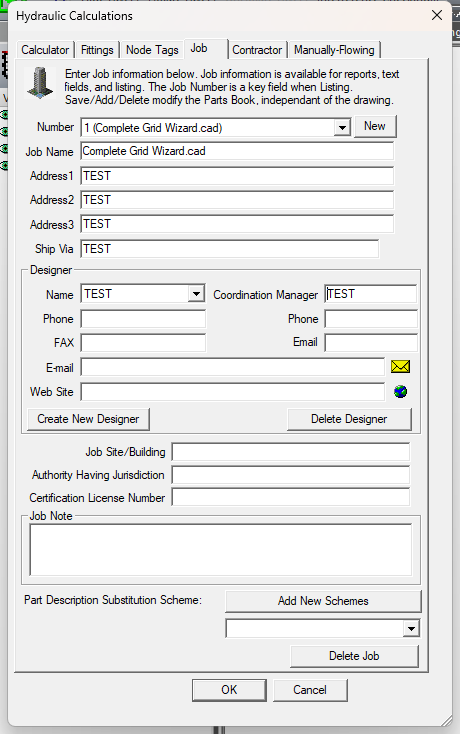 Hydraulic Calculations
Calculator Fittings Node Tags Job Contractor Manually-Flowing
Enter Job information below. Job information is available for reports, text
fields, and listing. The Job Number is a key field when Listing.
Save/Add/Delete modify the Parts Book, independant of the drawing.
Number 1 (Complete Grid Wizard.cad) New
Job Name Complete Grid Wizard.cad
Address1 TEST
Address2 TEST
Address3 TEST
Ship Via TEST
Designer
Name TEST Coordination Manager TEST
Phone Phone
FAX Email
E-mail
Web Site
Create New Designer Delete Designer
Job Site/Building
Authority Having Jurisdiction
Certification License Number
Job Note
Part Description Substitution Scheme: Add New Schemes
Delete Job
OK Cancel